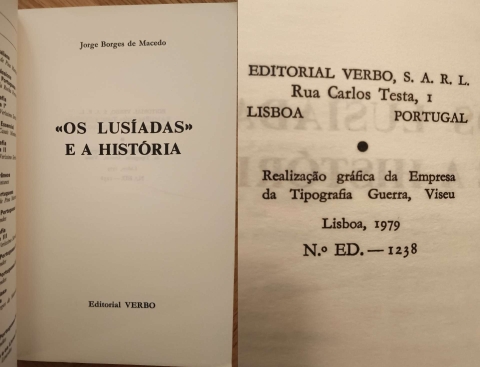 Jorge Borges de Macedo
«OS LUSÍADAS»
E A HISTÓRIA
Editorial VERBO
EDITORIAL VERBO, S. A. R. L.
Rua Carlos Testa, 1
LISBOA PORTUGAL
Realização gráfica da Empresa
da Tipografia Guerra, Viseu
Lisboa, 1979
N.º ED. — 1238